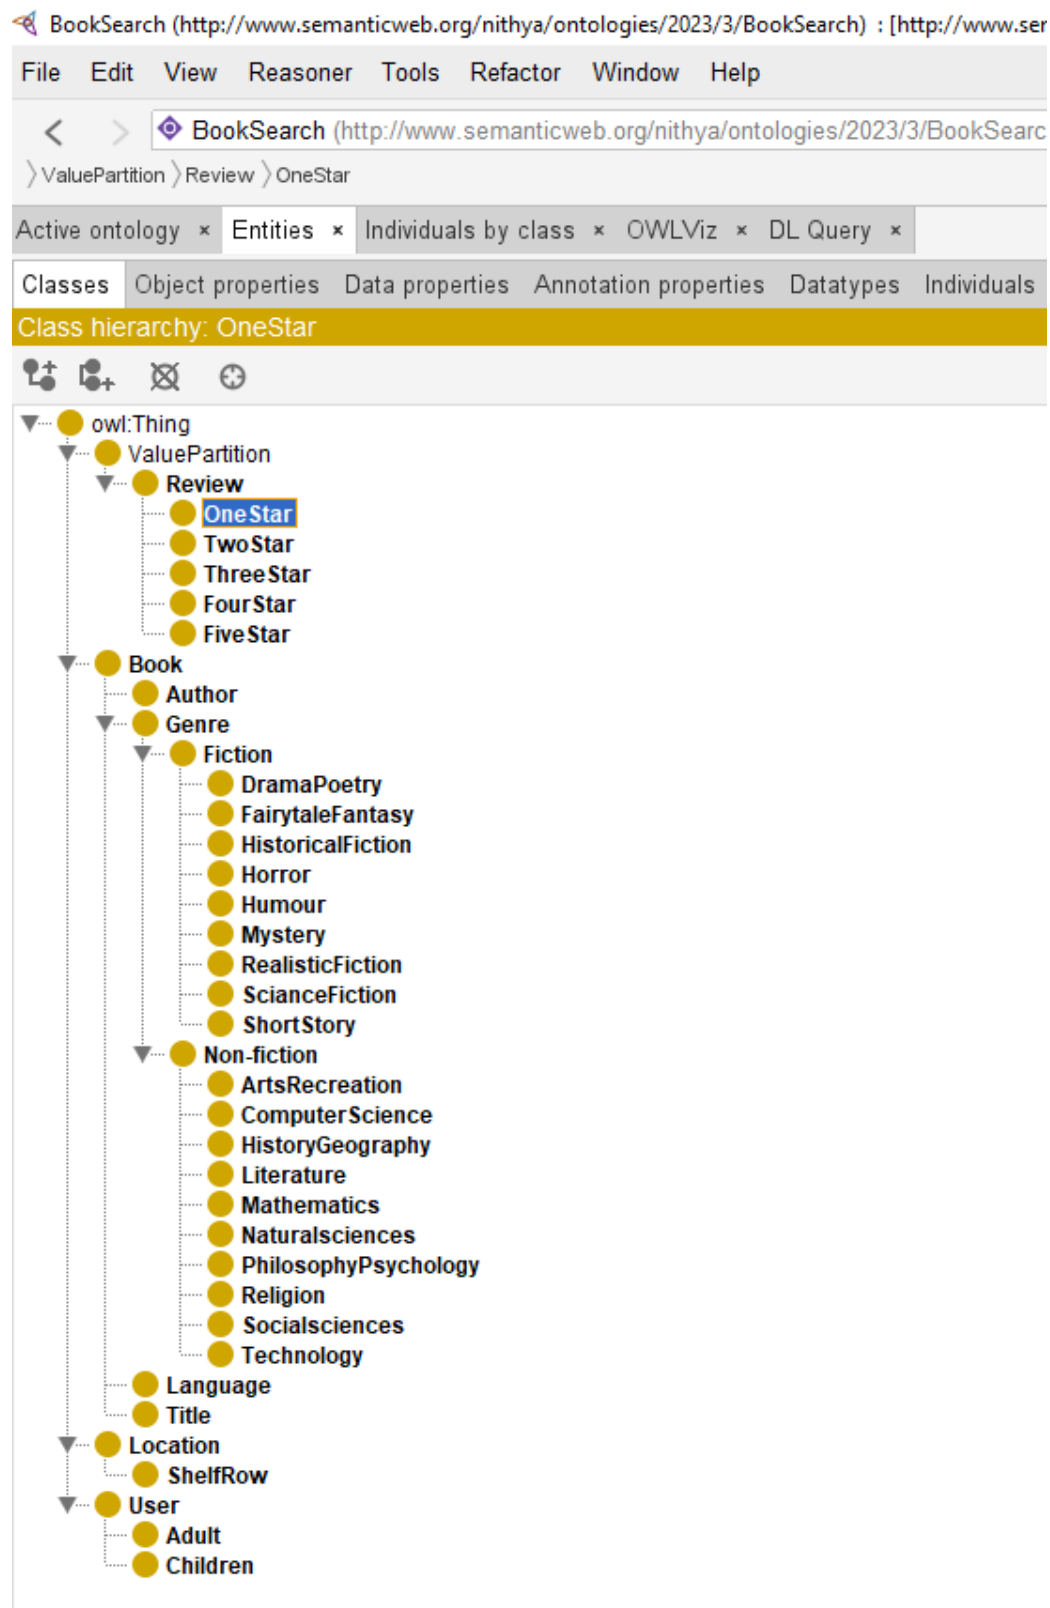 BookSearch (http://www.semanticweb.org/nithya/ontologies/2023/3/BookSearch) : [http://www.ser
File Edit View Reasoner Tools Refactor Window Help
BookSearch (http://www.semanticweb.org/nithya/ontologies/2023/3/BookSearc
ValuePartition Review OneStar
Active ontology × Entities × Individuals by class × OWLViz × DL Query ×
Classes Object properties Data properties Annotation properties Datatypes Individuals
Class hierarchy: OneStar
owl:Thing
ValuePartition
Review
OneStar
TwoStar
ThreeStar
FourStar
FiveStar
Book
Author
Genre
Fiction
DramaPoetry
FairytaleFantasy
HistoricalFiction
Horror
Humour
Mystery
RealisticFiction
ScianceFiction
ShortStory
Non-fiction
ArtsRecreation
ComputerScience
HistoryGeography
Literature
Mathematics
Naturalsciences
PhilosophyPsychology
Religion
Socialsciences
Technology
Language
Title
Location
ShelfRow
User
Adult
Children